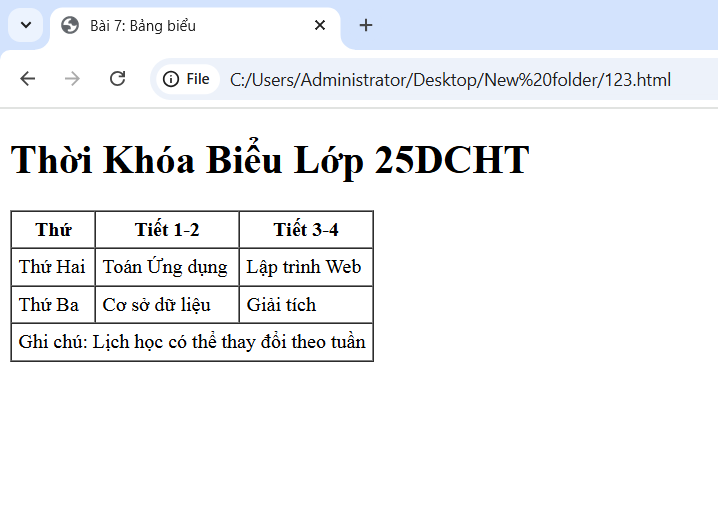 Bài 7: Bảng biểu
File C:/Users/Administrator/Desktop/New%20folder/123.html
Thời Khóa Biểu Lớp 25DCHT
Thứ Tiết 1-2 Tiết 3-4
Thứ Hai Toán Ứng dụng Lập trình Web
Thứ Ba Cơ sở dữ liệu Giải tích
Ghi chú: Lịch học có thể thay đổi theo tuần